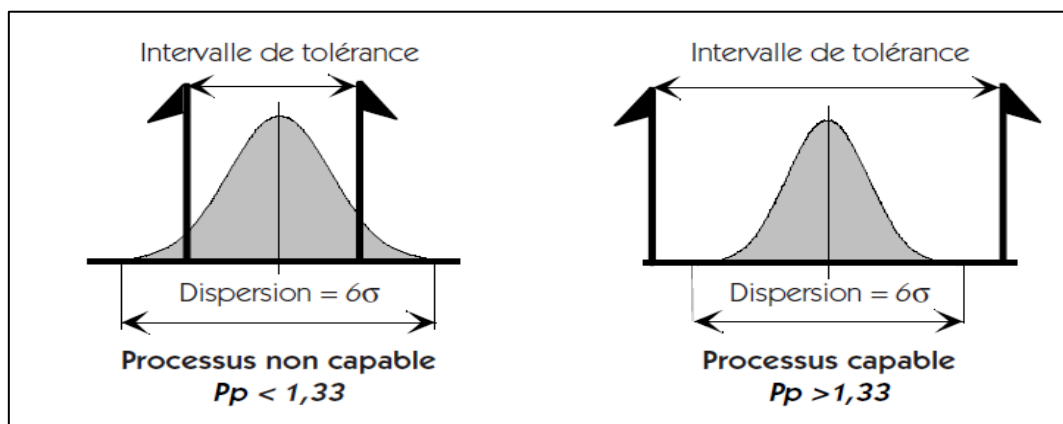 Intervalle de tolérance
Dispersion = 6σ
Processus non capable
Pp < 1,33
Intervalle de tolérance
Dispersion = 6σ
Processus capable
Pp >1,33